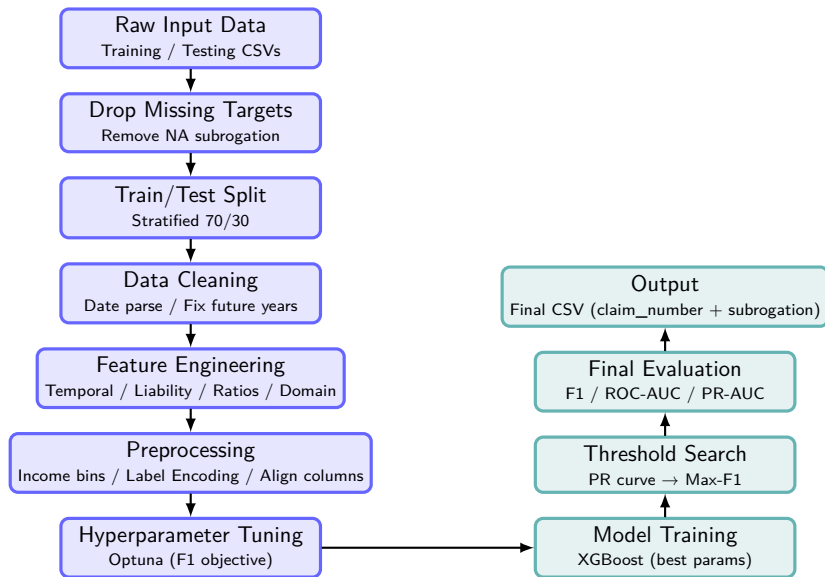 Raw Input Data
Training / Testing CSVs
Drop Missing Targets
Remove NA subrogation
Train/Test Split
Stratified 70/30
Data Cleaning
Date parse / Fix future years
Feature Engineering
Temporal / Liability / Ratios / Domain
Preprocessing
Income bins / Label Encoding / Align columns
Hyperparameter Tuning
Optuna (F1 objective)
Model Training
XGBoost (best params)
Threshold Search
PR curve → Max-F1
Final Evaluation
F1 / ROC-AUC / PR-AUC
Output
Final CSV (claim_number + subrogation)